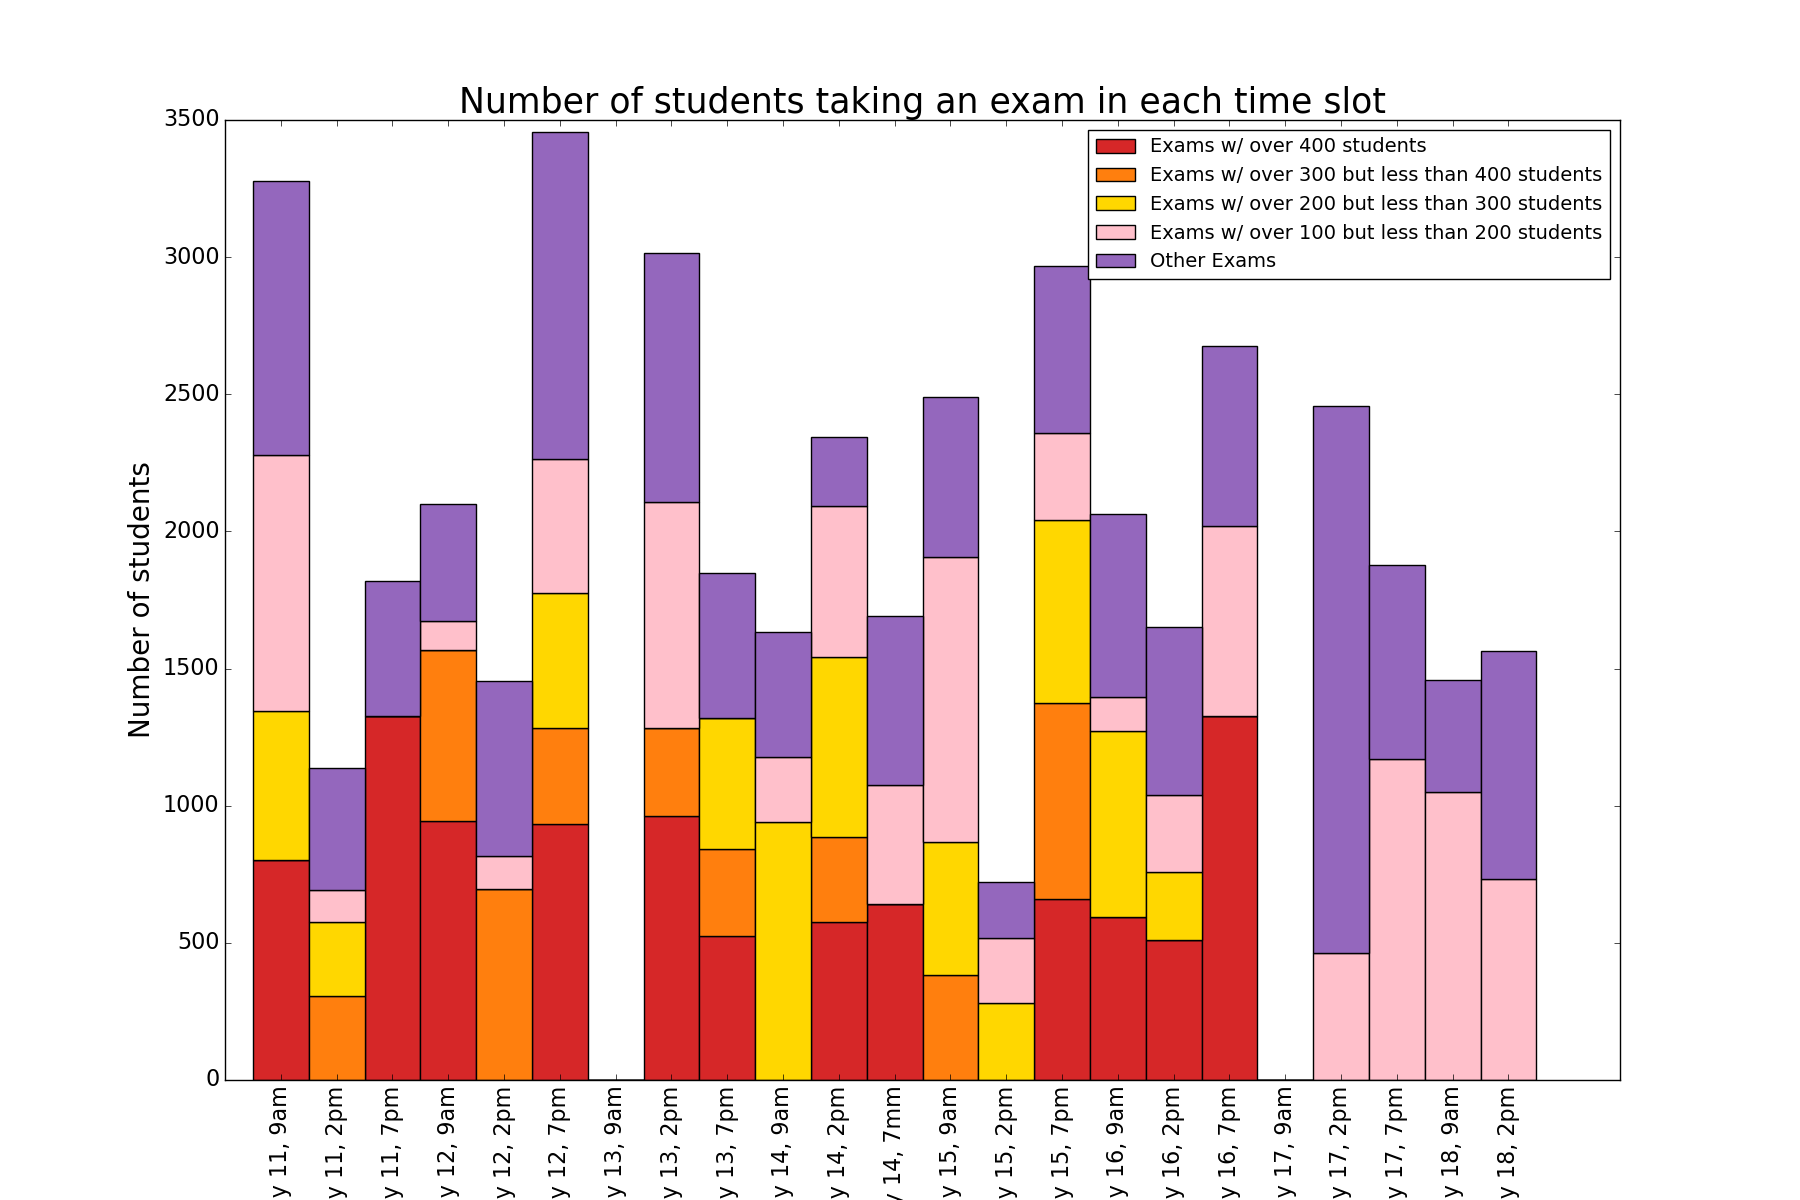 Number of students taking an exam in each time slot
Exams w/ over 400 students
Exams w/ over 300 but less than 400 students
Exams w/ over 200 but less than 300 students
Exams w/ over 100 but less than 200 students
Other Exams
Number of students
3500
3000
2500
2000
1500
1000
500
0
y 11, 9am
y 11, 2pm
y 11, 7pm
y 12, 9am
y 12, 2pm
y 12, 7pm
y 13, 9am
y 13, 2pm
y 13, 7pm
y 14, 9am
y 14, 2pm
y 14, 7mm
y 15, 9am
y 15, 2pm
y 15, 7pm
y 16, 9am
y 16, 2pm
y 16, 7pm
y 17, 9am
y 17, 2pm
y 17, 7pm
y 18, 9am
y 18, 2pm